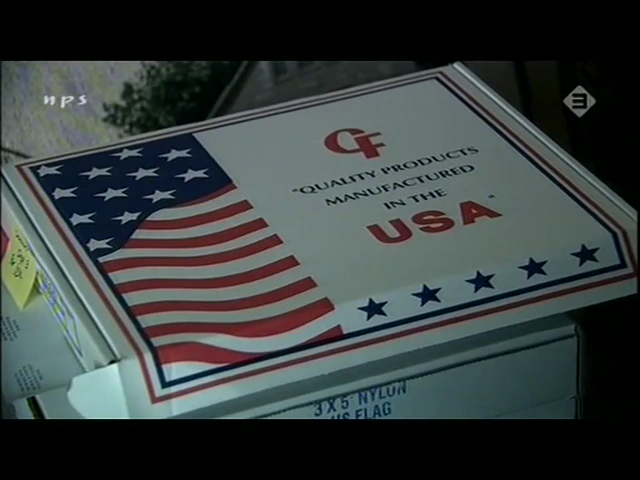 nps
3
CF
"QUALITY PRODUCTS
MANUFACTURED
IN THE
USA"
3 X 5' NYLON
US FLAG